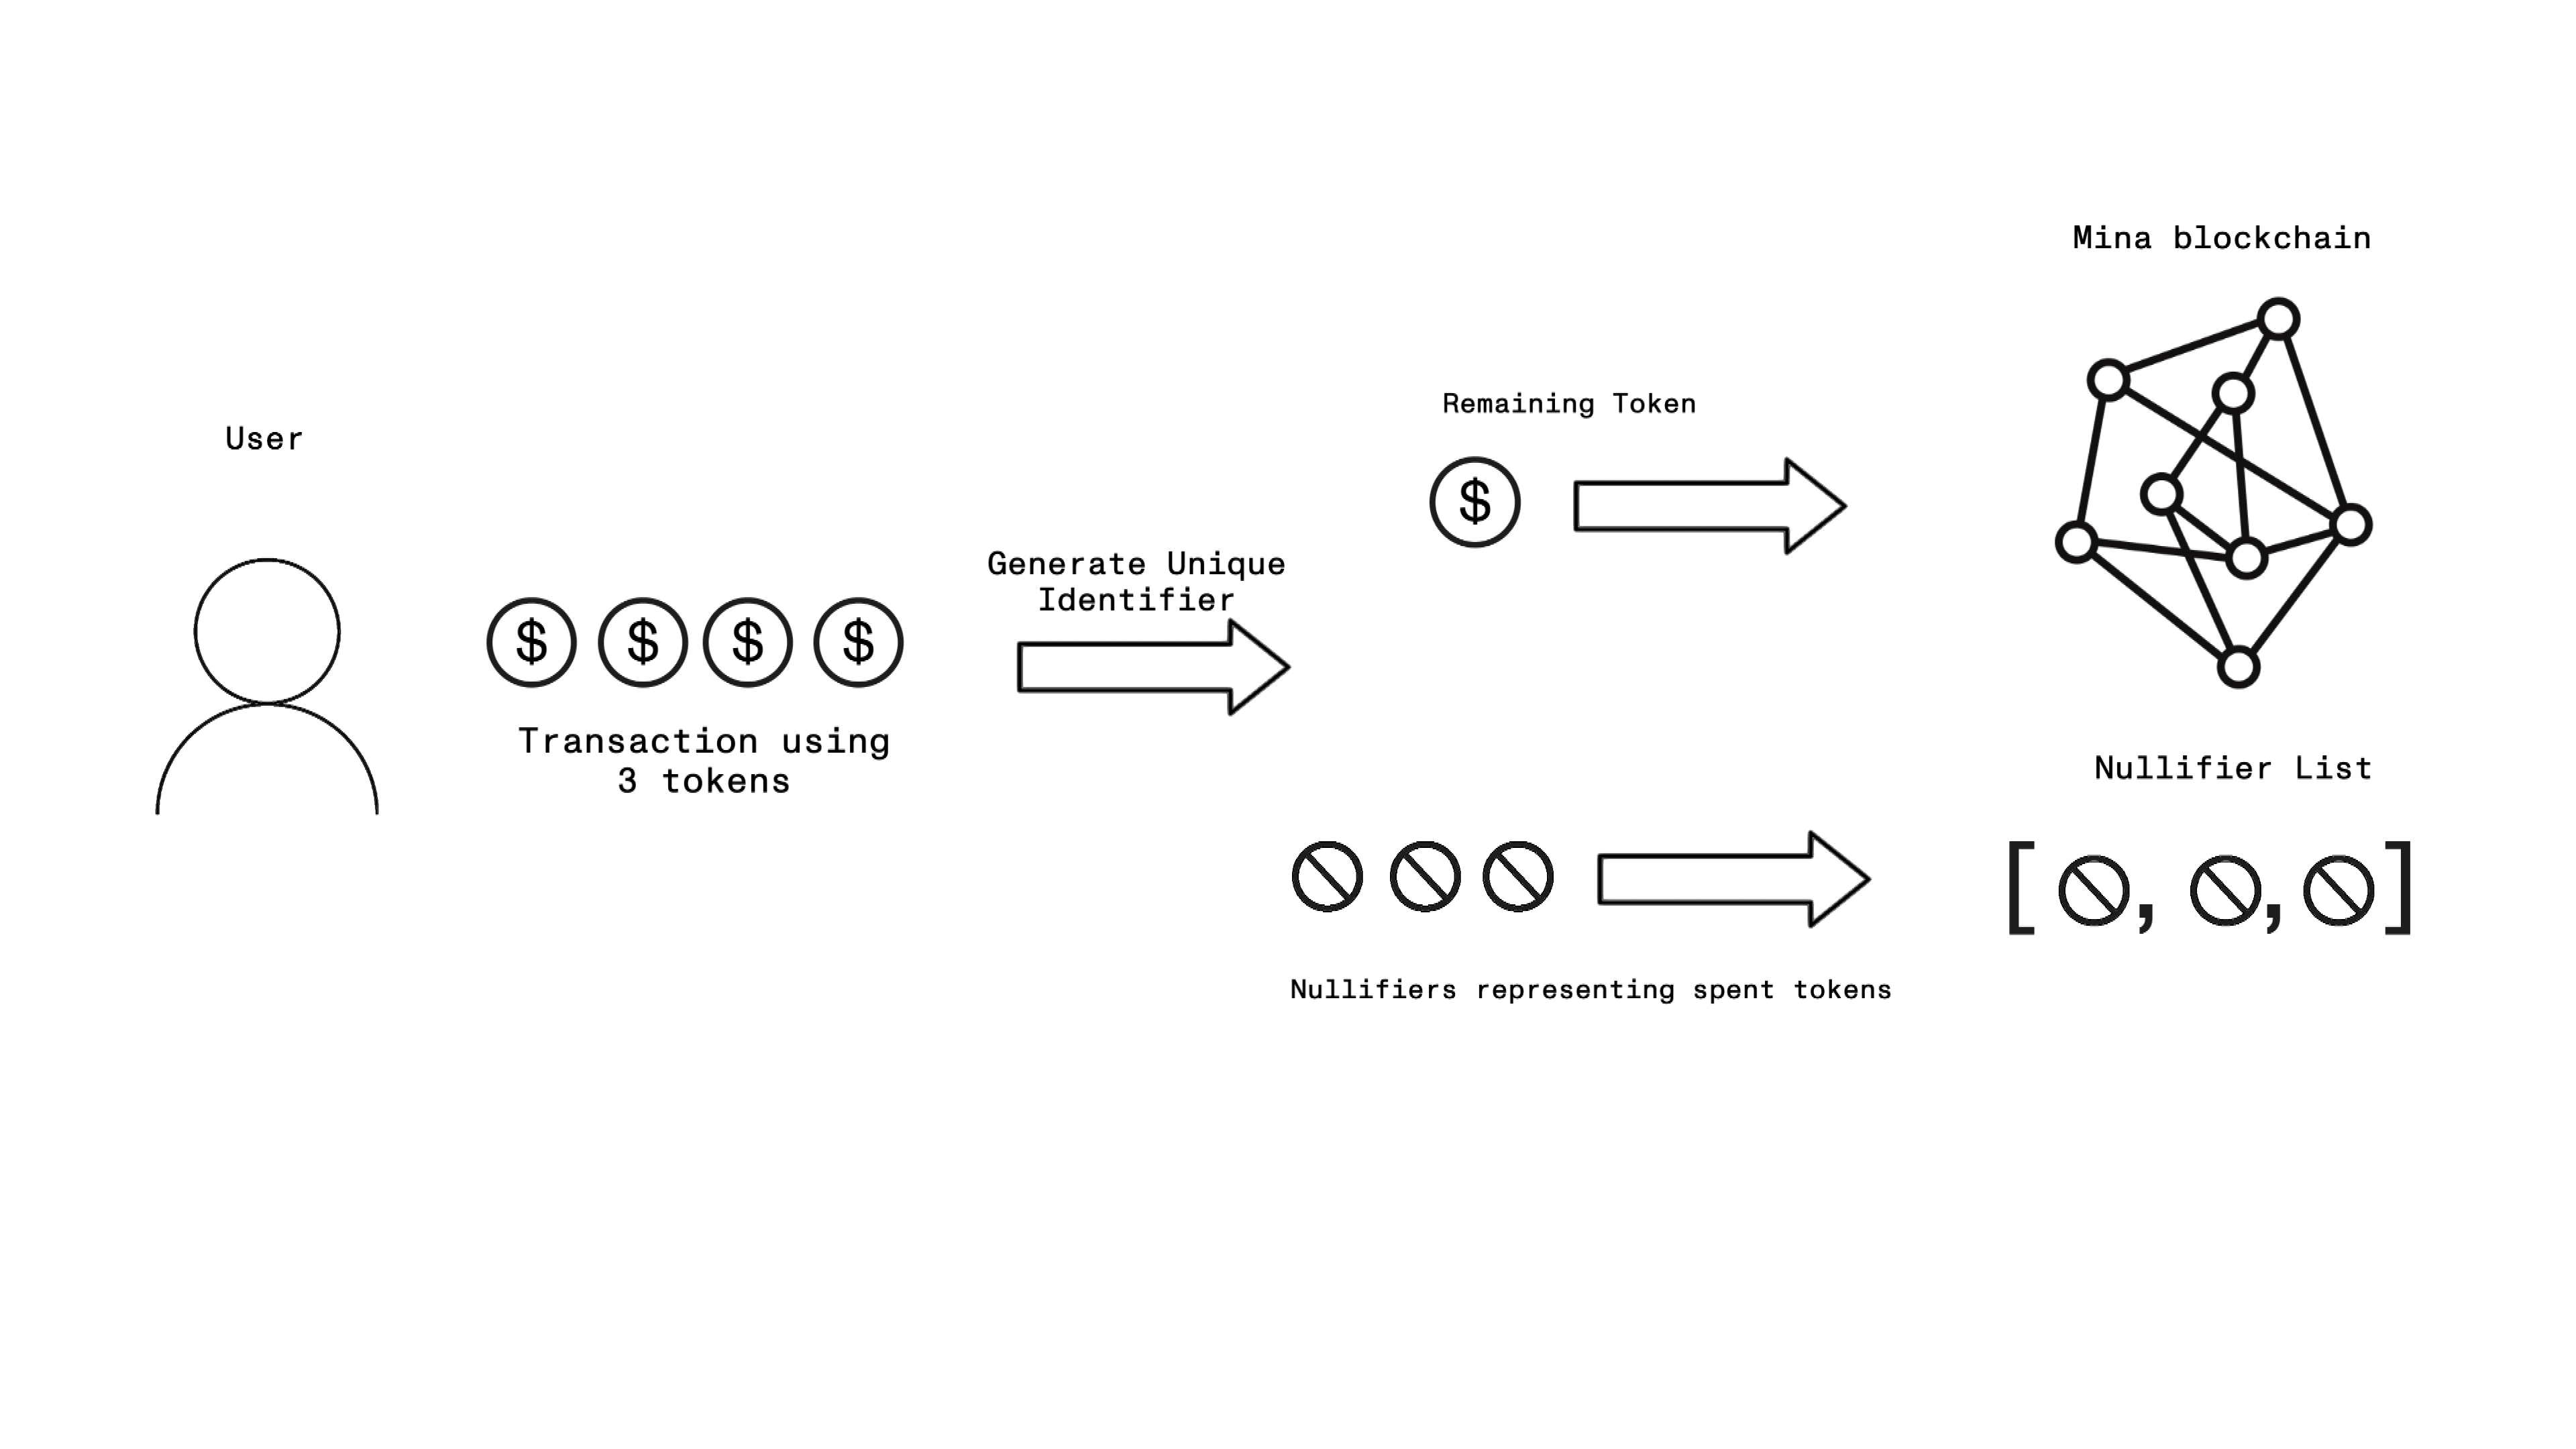 User
$ $ $ $
Transaction using
3 tokens
Generate Unique
Identifier
Remaining Token
$
Nullifiers representing spent tokens
Mina blockchain
Nullifier List
[ , , ]